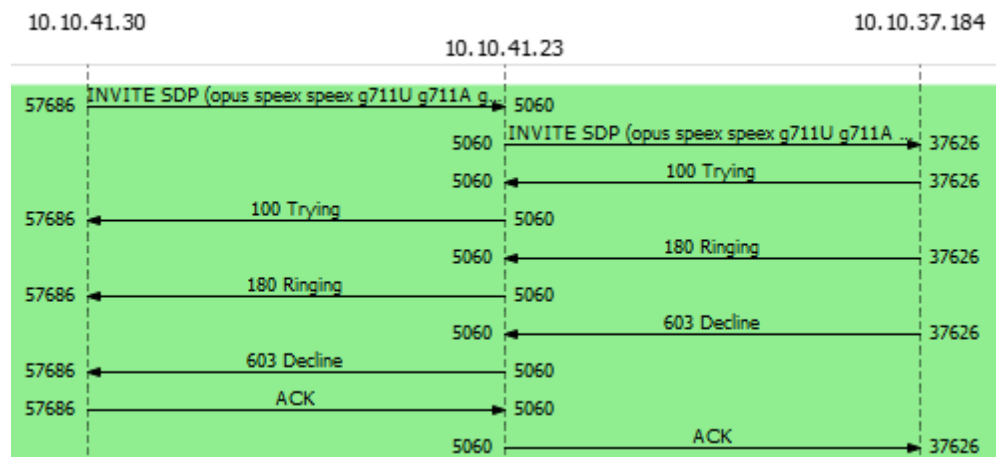 10.10.41.30 10.10.37.184
10.10.41.23
57686 INVITE SDP (opus speex speex g711U g711A g... 5060
5060 INVITE SDP (opus speex speex g711U g711A ... 37626
5060 100 Trying 37626
57686 100 Trying 5060
5060 180 Ringing 37626
57686 180 Ringing 5060
5060 603 Decline 37626
57686 603 Decline 5060
57686 ACK 5060
5060 ACK 37626